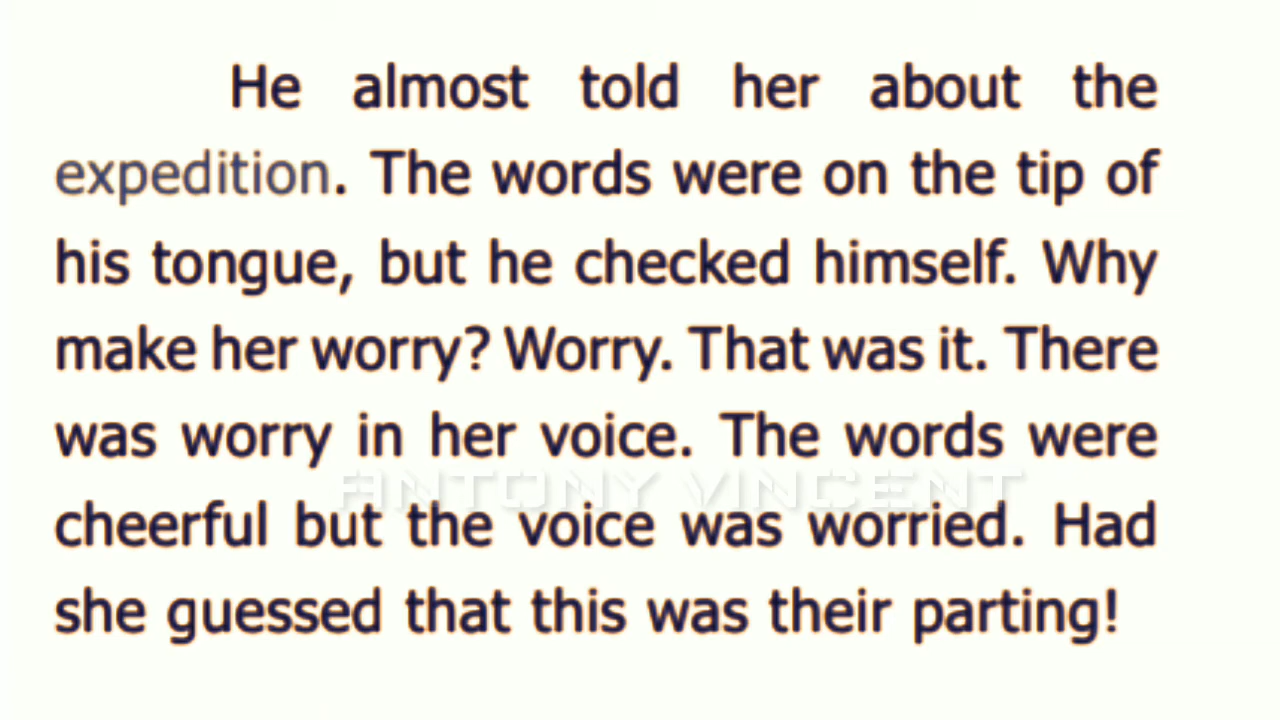 He almost told her about the
expedition. The words were on the tip of
his tongue, but he checked himself. Why
make her worry? Worry. That was it. There
was worry in her voice. The words were
ANTONY VINCENT
cheerful but the voice was worried. Had
she guessed that this was their parting!